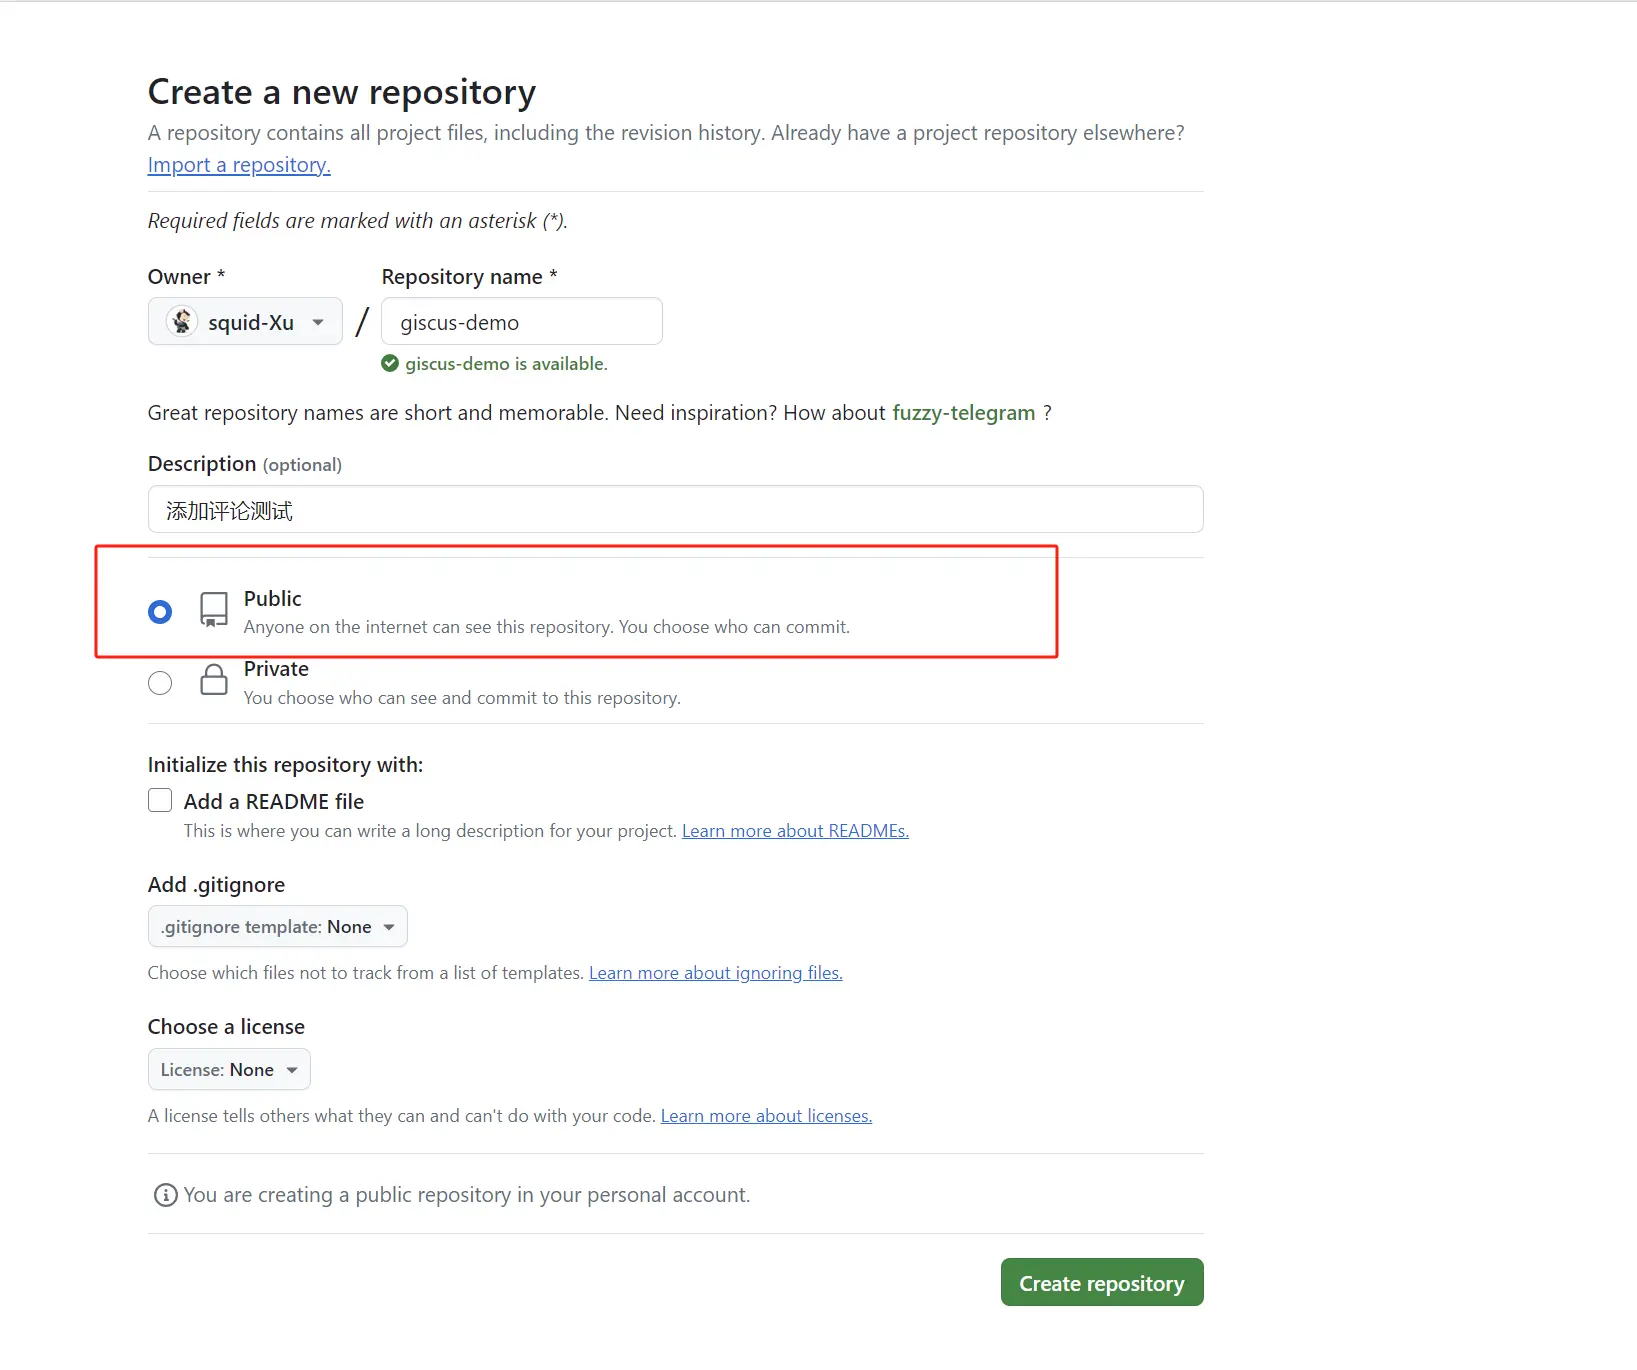 Create a new repository
A repository contains all project files, including the revision history. Already have a project repository elsewhere?
Import a repository.
Required fields are marked with an asterisk (*).
Owner *
Repository name *
squid-Xu
/
giscus-demo
giscus-demo is available.
Great repository names are short and memorable. Need inspiration? How about fuzzy-telegram ?
Description (optional)
添加评论测试
Public
Anyone on the internet can see this repository. You choose who can commit.
Private
You choose who can see and commit to this repository.
Initialize this repository with:
Add a README file
This is where you can write a long description for your project. Learn more about READMEs.
Add .gitignore
.gitignore template: None
Choose which files not to track from a list of templates. Learn more about ignoring files.
Choose a license
License: None
A license tells others what they can and can't do with your code. Learn more about licenses.
You are creating a public repository in your personal account.
Create repository